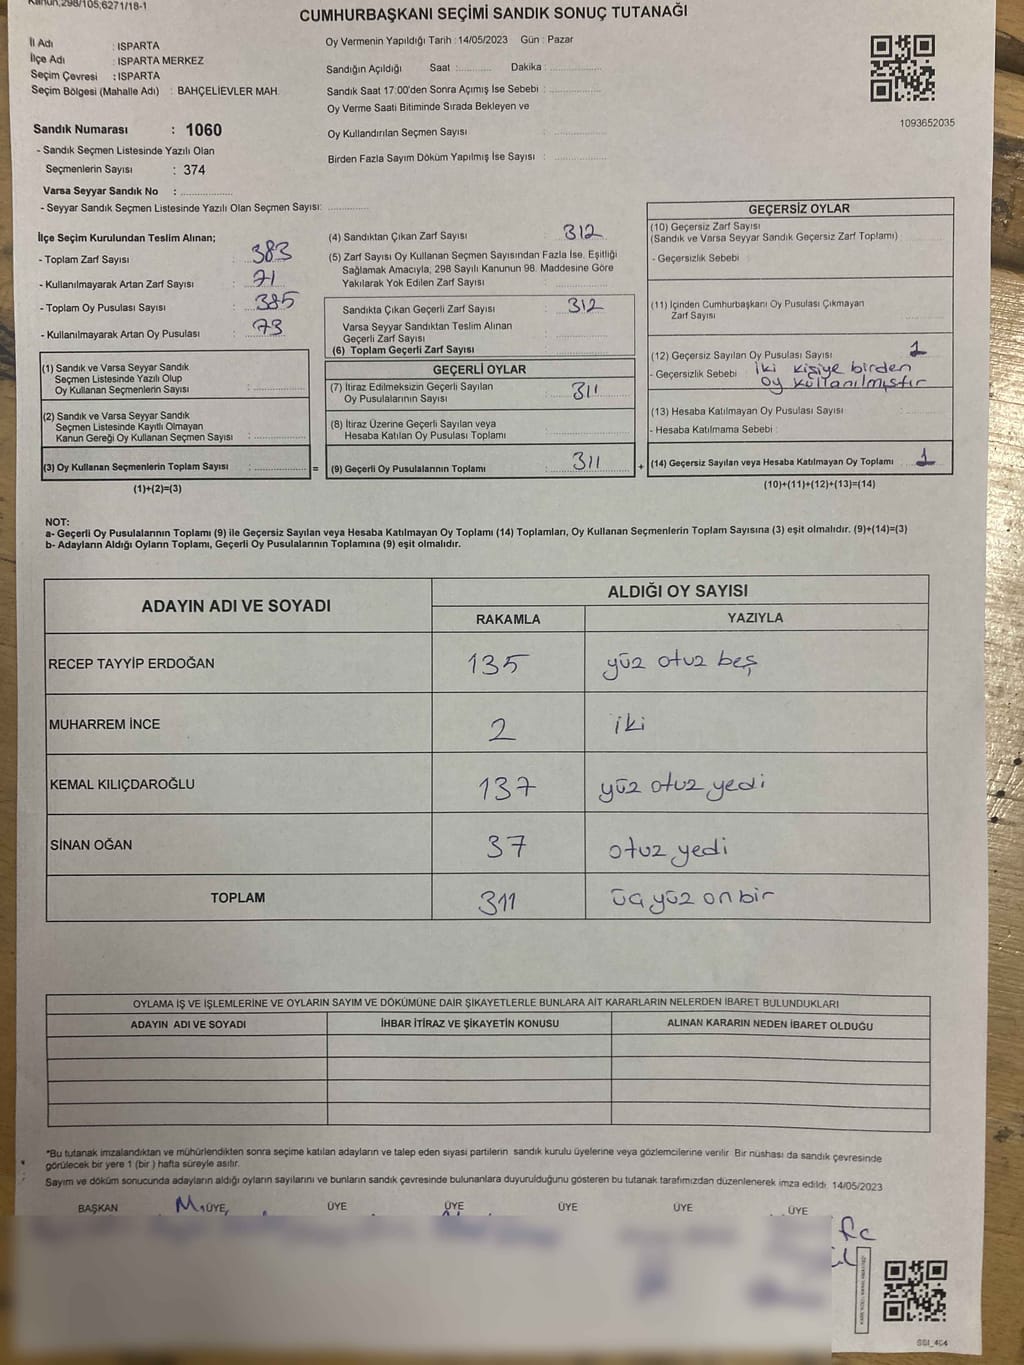 Kanun;298/105;6271/18-1
CUMHURBAŞKANI SEÇİMİ SANDIK SONUÇ TUTANAĞI
İl Adı : ISPARTA
İlçe Adı : ISPARTA MERKEZ
Seçim Çevresi : ISPARTA
Seçim Bölgesi (Mahalle Adı) : BAHÇELİEVLER MAH.
Sandık Numarası : 1060
- Sandık Seçmen Listesinde Yazılı Olan
Seçmenlerin Sayısı : 374
Varsa Seyyar Sandık No : ..............
- Seyyar Sandık Seçmen Listesinde Yazılı Olan Seçmen Sayısı: ..............
Oy Vermenin Yapıldığı Tarih : 14/05/2023 Gün : Pazar
Sandığın Açıldığı Saat :........... Dakika : ..............
Sandık Saat 17:00'den Sonra Açımış İse Sebebi : ..............
Oy Verme Saati Bitiminde Sırada Bekleyen ve
Oy Kullandırılan Seçmen Sayısı : ..............
Birden Fazla Sayım Döküm Yapılmış İse Sayısı : ..............
1093652035
İlçe Seçim Kurulundan Teslim Alınan;
- Toplam Zarf Sayısı : 383
- Kullanılmayarak Artan Zarf Sayısı : 71
- Toplam Oy Pusulası Sayısı : 385
- Kullanılmayarak Artan Oy Pusulası : 73
(1) Sandık ve Varsa Seyyar Sandık
Seçmen Listesinde Yazılı Olup
Oy Kullanan Seçmenlerin Sayısı : ..............
(2) Sandık ve Varsa Seyyar Sandık
Seçmen Listesinde Kayıtlı Olmayan
Kanun Gereği Oy Kullanan Seçmen Sayısı : ..............
(3) Oy Kullanan Seçmenlerin Toplam Sayısı : .............. =
(1)+(2)=(3)
(4) Sandıktan Çıkan Zarf Sayısı : 312
(5) Zarf Sayısı Oy Kullanan Seçmen Sayısından Fazla İse, Eşitliği
Sağlamak Amacıyla, 298 Sayılı Kanunun 98. Maddesine Göre
Yakılarak Yok Edilen Zarf Sayısı : ..............
Sandıkta Çıkan Geçerli Zarf Sayısı : 312
Varsa Seyyar Sandıktan Teslim Alınan
Geçerli Zarf Sayısı : ..............
(6) Toplam Geçerli Zarf Sayısı : ..............
GEÇERLİ OYLAR
(7) İtiraz Edilmeksizin Geçerli Sayılan
Oy Pusulalarının Sayısı : 311
(8) İtiraz Üzerine Geçerli Sayılan veya
Hesaba Katılan Oy Pusulası Toplamı : ..............
(9) Geçerli Oy Pusulalarının Toplamı : 311 +
GEÇERSİZ OYLAR
(10) Geçersiz Zarf Sayısı
(Sandık ve Varsa Seyyar Sandık Geçersiz Zarf Toplamı) : ..............
- Geçersizlik Sebebi :
(11) İçinden Cumhurbaşkanı Oy Pusulası Çıkmayan
Zarf Sayısı : ..............
(12) Geçersiz Sayılan Oy Pusulası Sayısı : 1
- Geçersizlik Sebebi : iki kişiye birden
oy kullanılmıştır
(13) Hesaba Katılmayan Oy Pusulası Sayısı : ..............
- Hesaba Katılmama Sebebi :
(14) Geçersiz Sayılan veya Hesaba Katılmayan Oy Toplamı : 1
(10)+(11)+(12)+(13)=(14)
NOT:
a- Geçerli Oy Pusulalarının Toplamı (9) ile Geçersiz Sayılan veya Hesaba Katılmayan Oy Toplamı (14) Toplamları, Oy Kullanan Seçmenlerin Toplam Sayısına (3) eşit olmalıdır. (9)+(14)=(3)
b- Adayların Aldığı Oyların Toplamı, Geçerli Oy Pusulalarının Toplamına (9) eşit olmalıdır.
ADAYIN ADI VE SOYADI
ALDIĞI OY SAYISI
RAKAMLA YAZIYLA
RECEP TAYYİP ERDOĞAN 135 yüz otuz beş
MUHARREM İNCE 2 iki
KEMAL KILIÇDAROĞLU 137 yüz otuz yedi
SİNAN OĞAN 37 otuz yedi
TOPLAM 311 üç yüz on bir
OYLAMA İŞ VE İŞLEMLERİNE VE OYLARIN SAYIM VE DÖKÜMÜNE DAİR ŞİKAYETLERLE BUNLARA AİT KARARLARIN NELERDEN İBARET BULUNDUKLARI
ADAYIN ADI VE SOYADI İHBAR İTİRAZ VE ŞİKAYETİN KONUSU ALINAN KARARIN NEDEN İBARET OLDUĞU
*Bu tutanak imzalandıktan ve mühürlendikten sonra seçime katılan adayların ve talep eden siyasi partilerin sandık kurulu üyelerine veya gözlemcilerine verilir. Bir nüshası da sandık çevresinde
görülecek bir yere 1 (bir ) hafta süreyle asılır.
Sayım ve döküm sonucunda adayların aldığı oyların sayılarını ve bunların sandık çevresinde bulunanlara duyurulduğunu gösteren bu tutanak tarafımızdan düzenlenerek imza edildi. 14/05/2023
BAŞKAN ÜYE ÜYE ÜYE ÜYE ÜYE ÜYE